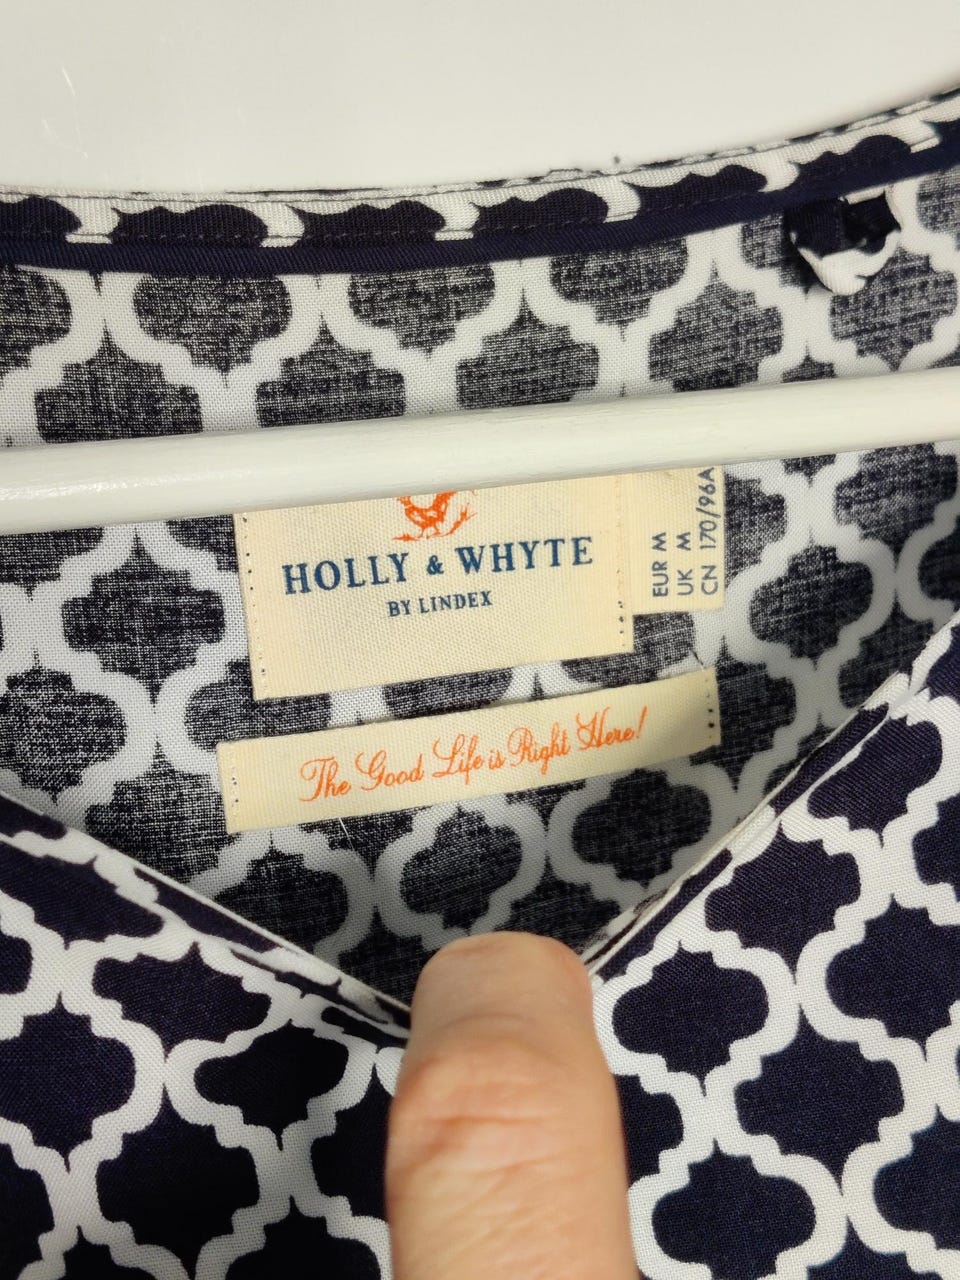 HOLLY & WHYTE
BY LINDEX
EUR M
UK M
CN 170/96A
The Good Life is Right Here!